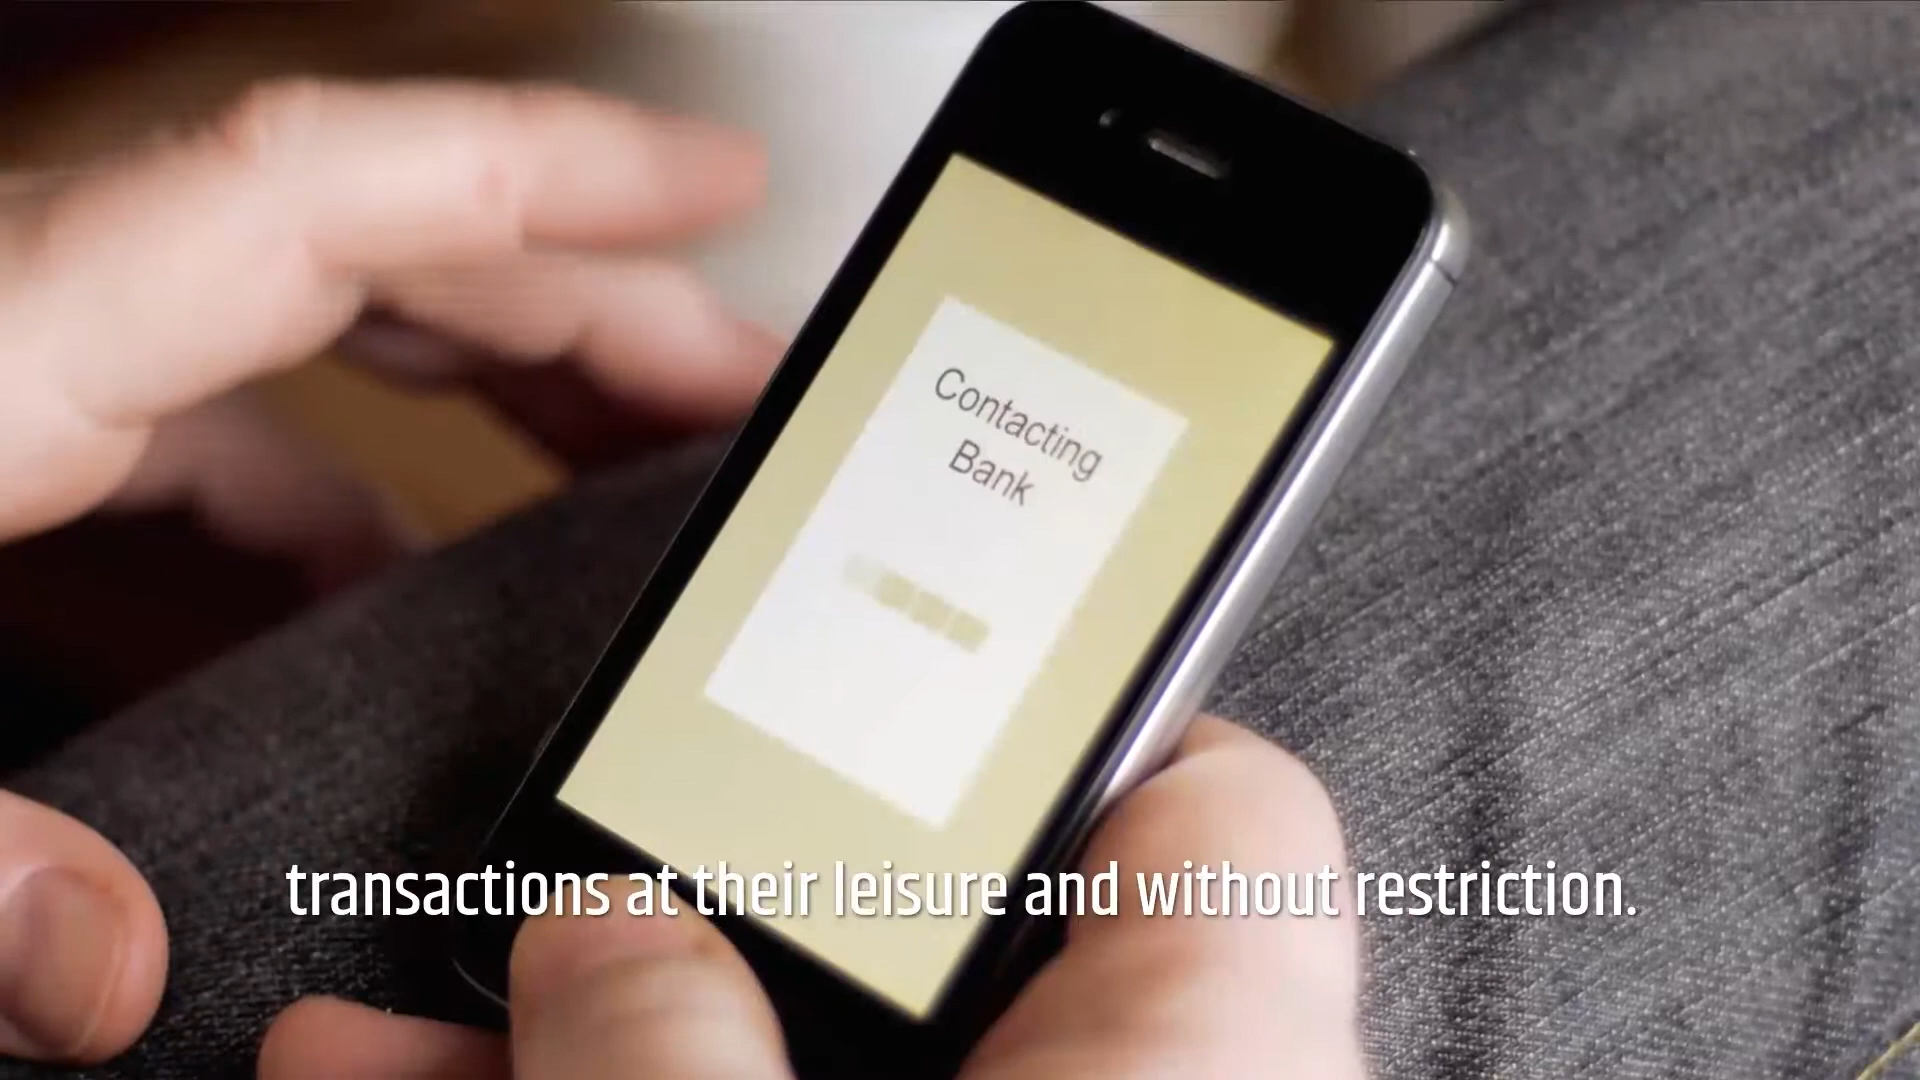 Contacting
Bank
transactions at their leisure and without restriction.